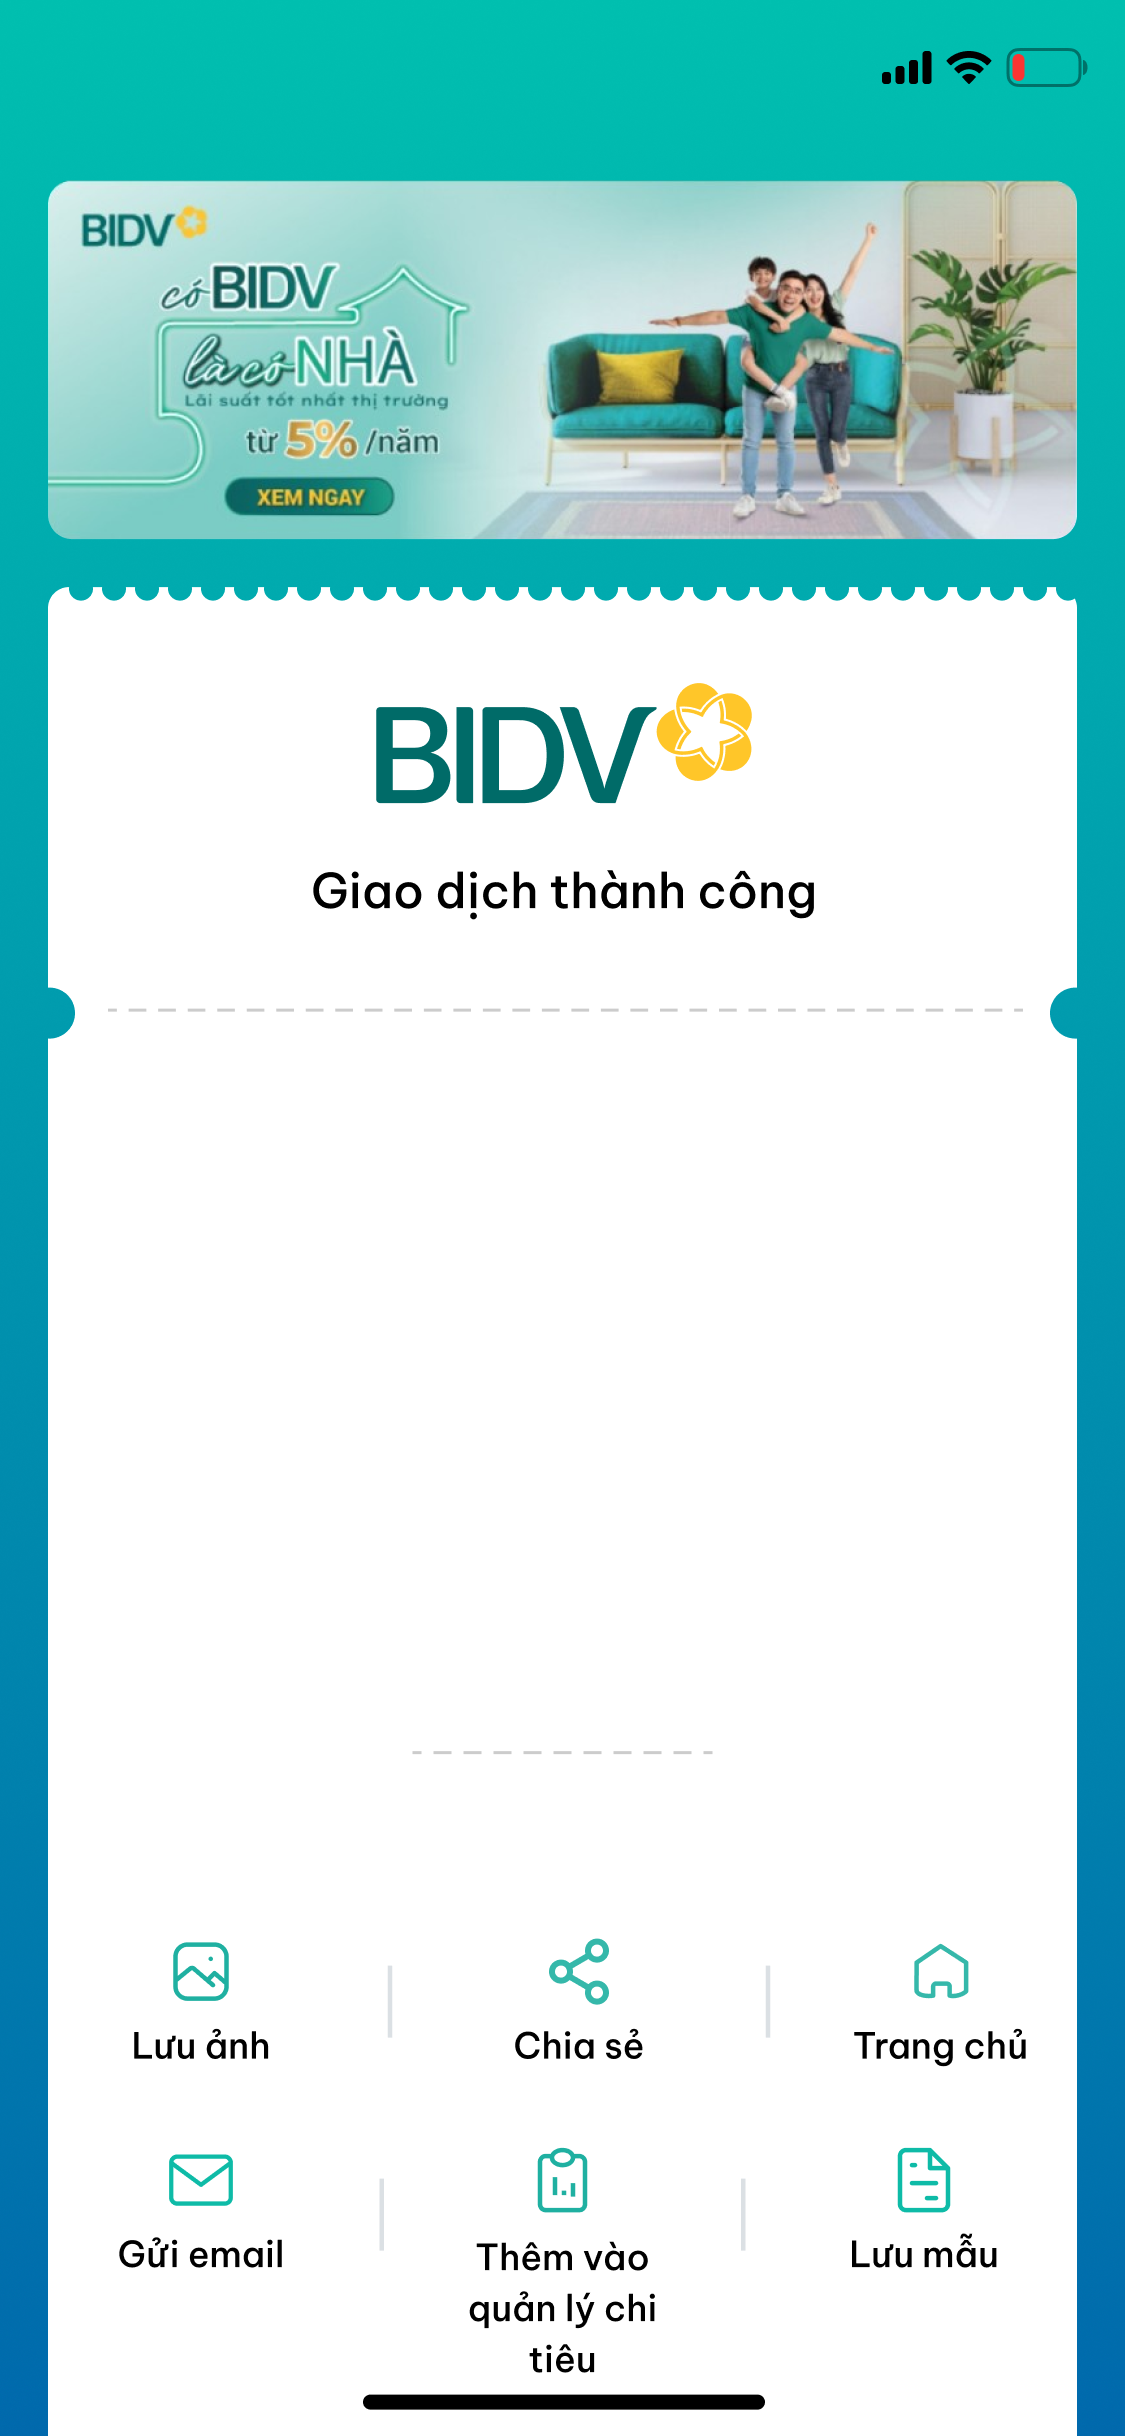 BIDV
có BIDV
là có NHÀ
Lãi suất tốt nhất thị trường
từ 5% /năm
XEM NGAY
BIDV
Giao dịch thành công
Lưu ảnh
Chia sẻ
Trang chủ
Gửi email
Thêm vào
quản lý chi
tiêu
Lưu mẫu